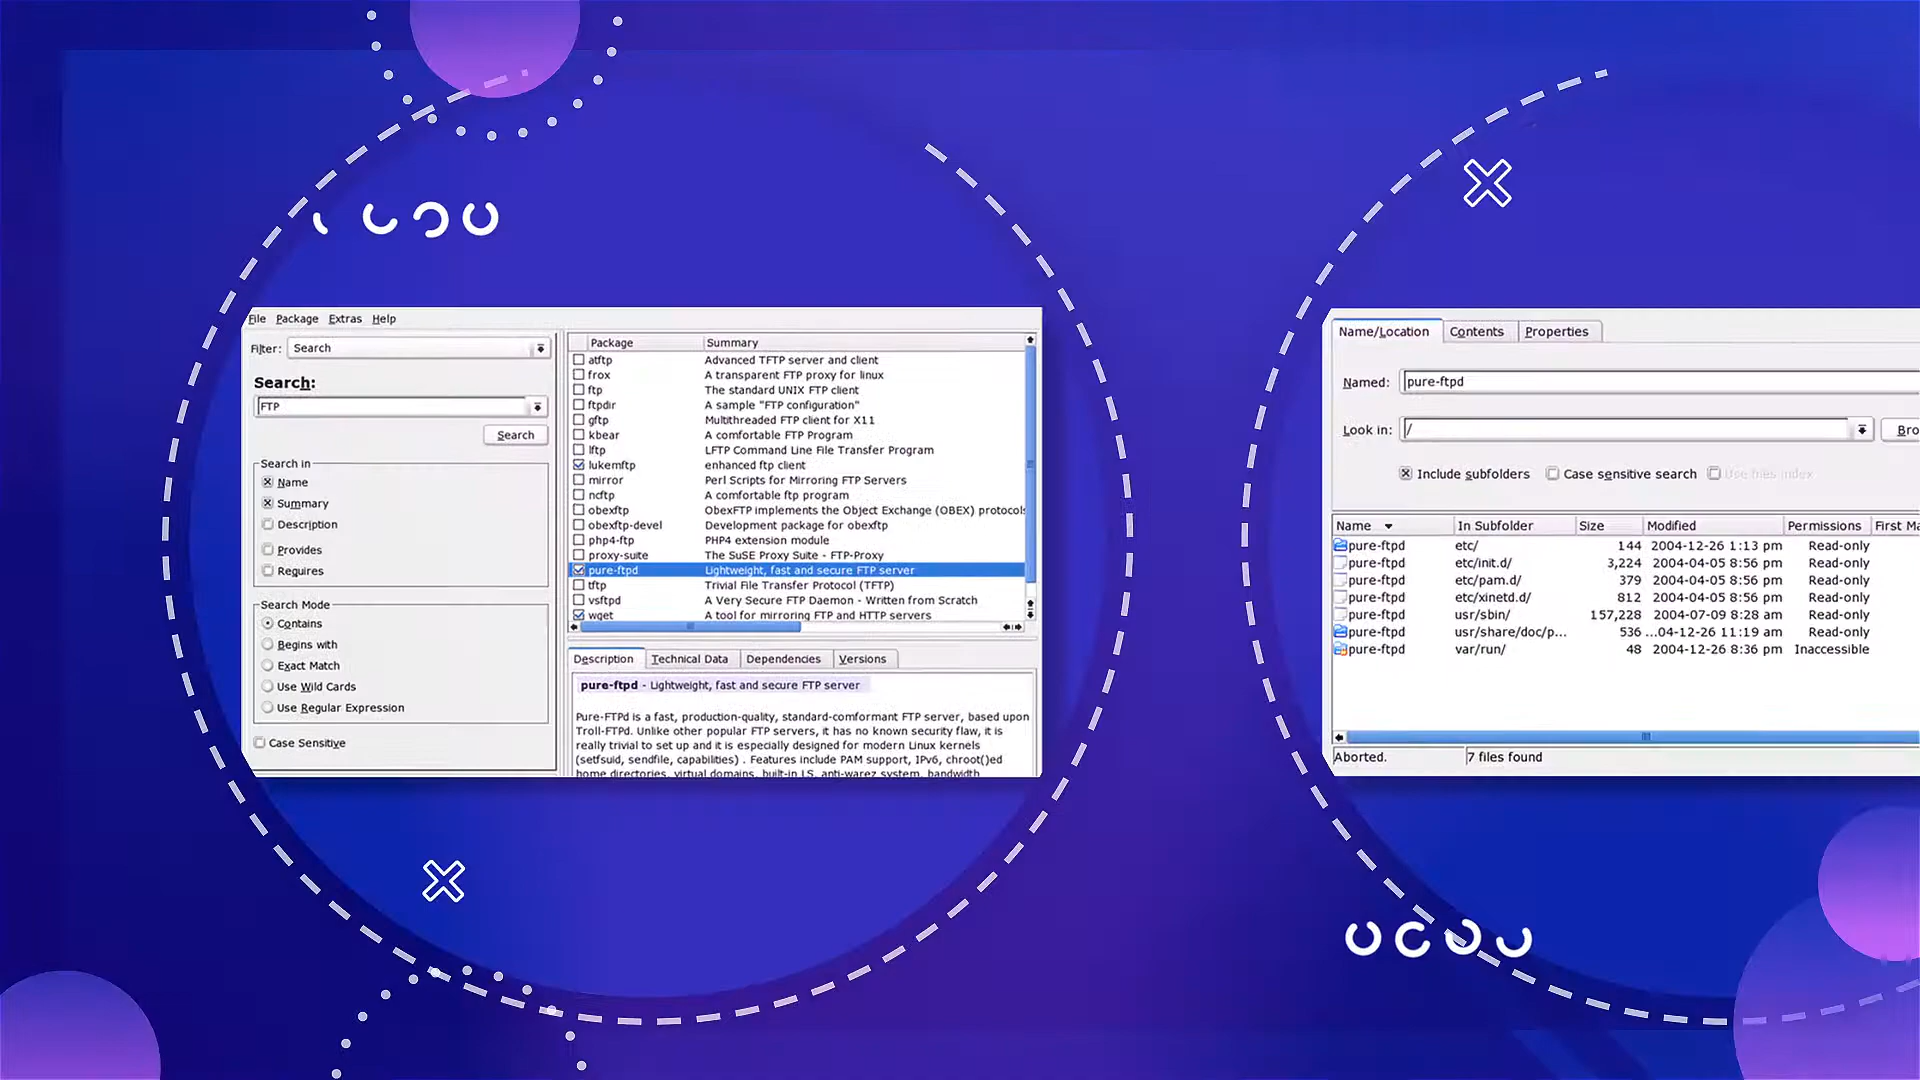 File Package Extras Help
Filter: Search
Search:
FTP
Search
Search in
Name
Summary
Description
Provides
Requires
Search Mode
Contains
Begins with
Exact Match
Use Wild Cards
Use Regular Expression
Case Sensitive
Package Summary
atftp Advanced TFTP server and client
frox A transparent FTP proxy for linux
ftp The standard UNIX FTP client
ftpdir A sample "FTP configuration"
gftp Multithreaded FTP client for X11
kbear A comfortable FTP Program
lftp LFTP Command Line File Transfer Program
lukemftp enhanced ftp client
mirror Perl Scripts for Mirroring FTP Servers
ncftp A comfortable ftp program
obexftp ObexFTP implements the Object Exchange (OBEX) protocols
obexftp-devel Development package for obexftp
php4-ftp PHP4 extension module
proxy-suite The SuSE Proxy Suite - FTP-Proxy
pure-ftpd Lightweight, fast and secure FTP server
tftp Trivial File Transfer Protocol (TFTP)
vsftpd A Very Secure FTP Daemon - Written from Scratch
wget A tool for mirroring FTP and HTTP servers
Description Technical Data Dependencies Versions
pure-ftpd - Lightweight, fast and secure FTP server
Pure-FTPd is a fast, production-quality, standard-comformant FTP server, based upon
Troll-FTPd. Unlike other popular FTP servers, it has no known security flaw, it is
really trivial to set up and it is especially designed for modern Linux kernels
(setfsuid, sendfile, capabilities) . Features include PAM support, IPv6, chroot()ed
home directories, virtual domains, built-in LS, anti-warez system, bandwidth
Name/Location Contents Properties
Named: pure-ftpd
Look in: / Bro
Include subfolders Case sensitive search Use files index
Name In Subfolder Size Modified Permissions First Ma
pure-ftpd etc/ 144 2004-12-26 1:13 pm Read-only
pure-ftpd etc/init.d/ 3,224 2004-04-05 8:56 pm Read-only
pure-ftpd etc/pam.d/ 379 2004-04-05 8:56 pm Read-only
pure-ftpd etc/xinetd.d/ 812 2004-04-05 8:56 pm Read-only
pure-ftpd usr/sbin/ 157,228 2004-07-09 8:28 am Read-only
pure-ftpd usr/share/doc/p... 536 ...04-12-26 11:19 am Read-only
pure-ftpd var/run/ 48 2004-12-26 8:36 pm Inaccessible
Aborted. 7 files found